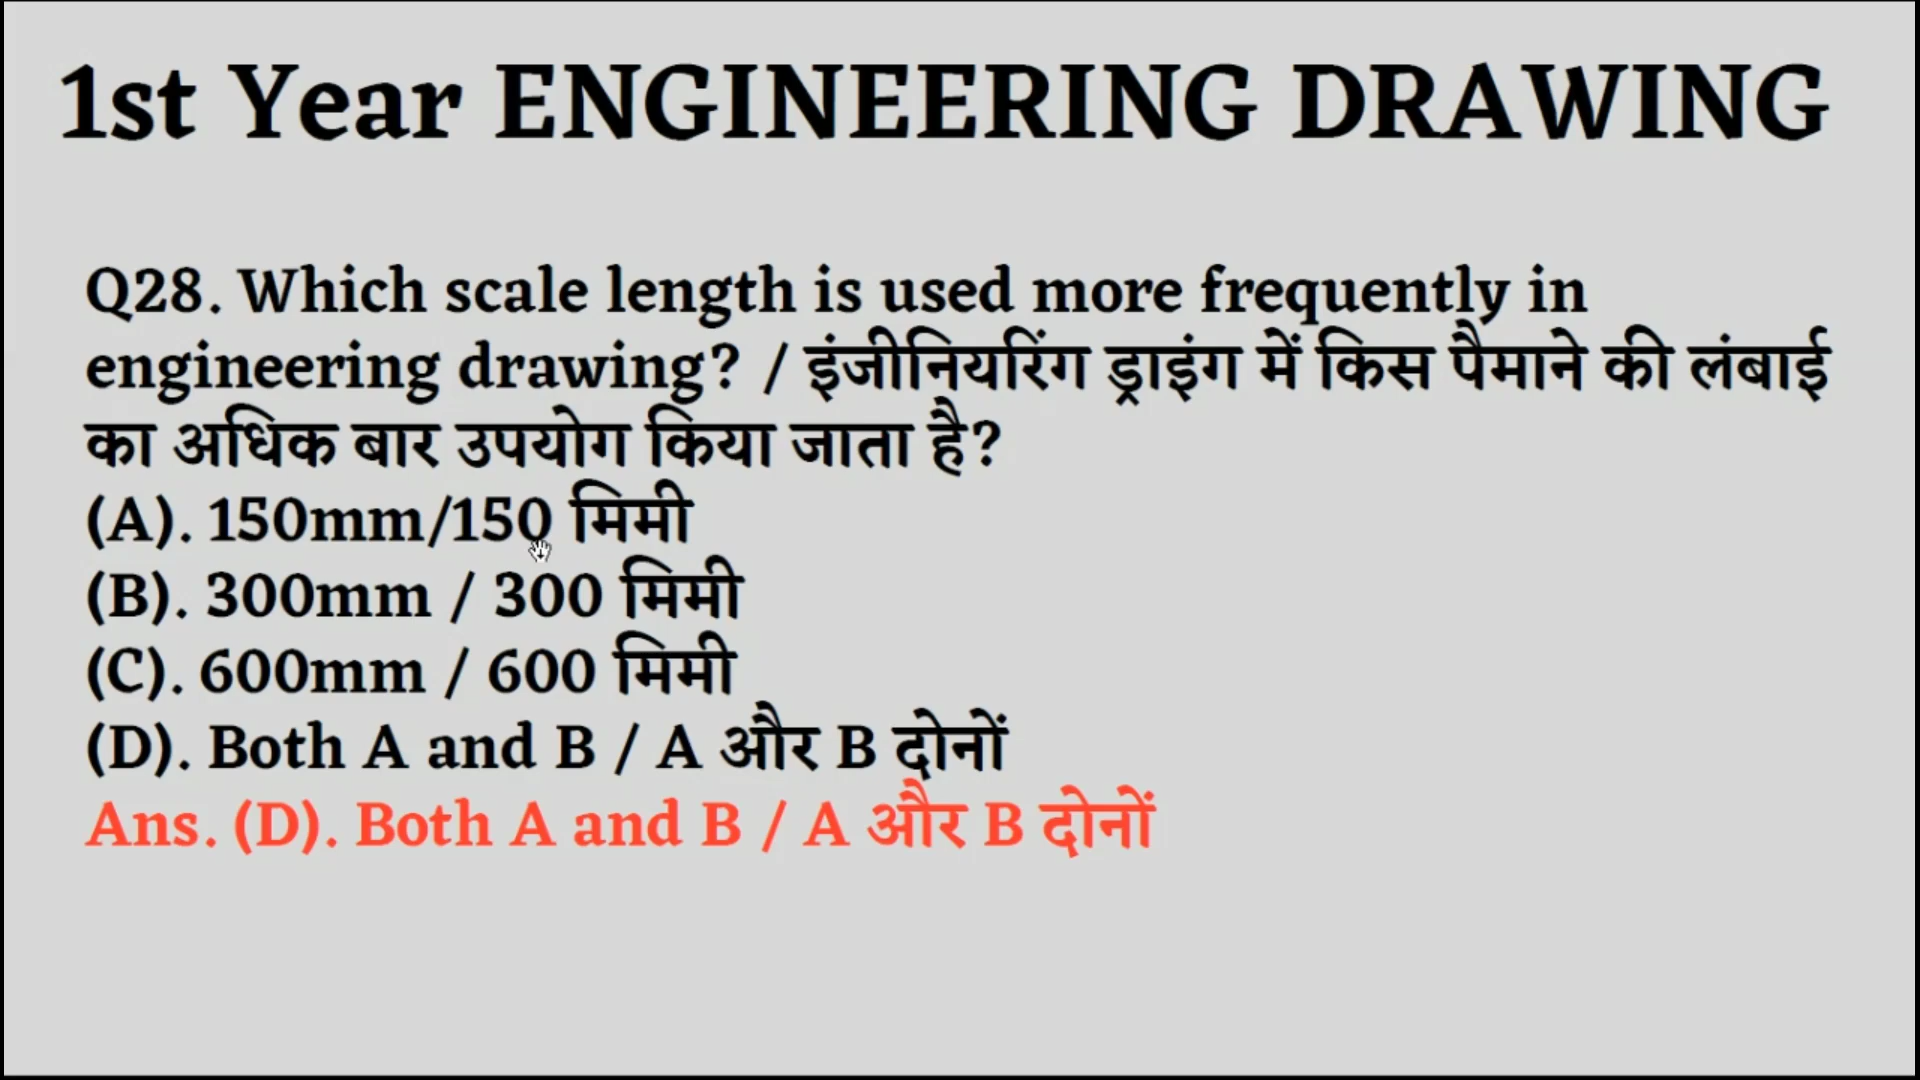 1st Year ENGINEERING DRAWING
Q28. Which scale length is used more frequently in
engineering drawing? / इंजीनियरिंग ड्राइंग में किस पैमाने की लंबाई
का अधिक बार उपयोग किया जाता है?
(A). 150mm/150 मिमी
(B). 300mm / 300 मिमी
(C). 600mm / 600 मिमी
(D). Both A and B / A और B दोनों
Ans. (D). Both A and B / A और B दोनों